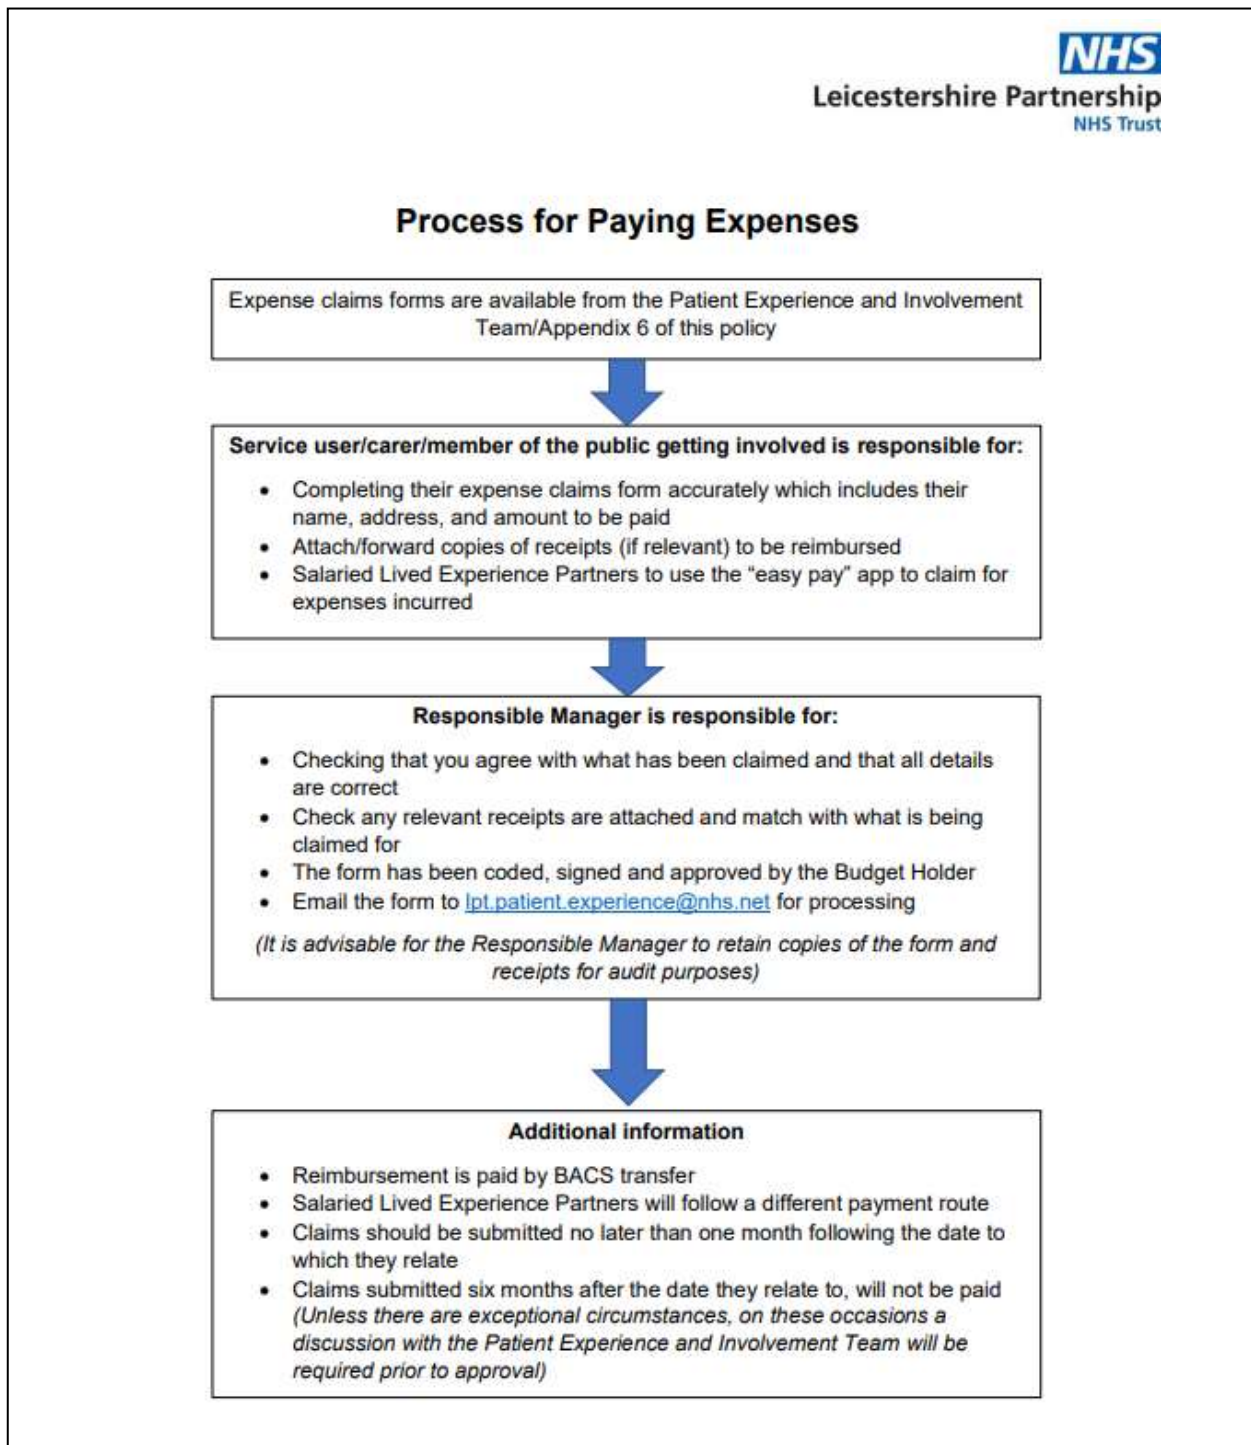 NHS
Leicestershire Partnership
NHS Trust
Process for Paying Expenses
Expense claims forms are available from the Patient Experience and Involvement
Team/Appendix 6 of this policy
Service user/carer/member of the public getting involved is responsible for:
• Completing their expense claims form accurately which includes their
name, address, and amount to be paid
• Attach/forward copies of receipts (if relevant) to be reimbursed
• Salaried Lived Experience Partners to use the “easy pay” app to claim for
expenses incurred
Responsible Manager is responsible for:
• Checking that you agree with what has been claimed and that all details
are correct
• Check any relevant receipts are attached and match with what is being
claimed for
• The form has been coded, signed and approved by the Budget Holder
• Email the form to lpt.patient.experience@nhs.net for processing
(It is advisable for the Responsible Manager to retain copies of the form and
receipts for audit purposes)
Additional information
• Reimbursement is paid by BACS transfer
• Salaried Lived Experience Partners will follow a different payment route
• Claims should be submitted no later than one month following the date to
which they relate
• Claims submitted six months after the date they relate to, will not be paid
(Unless there are exceptional circumstances, on these occasions a
discussion with the Patient Experience and Involvement Team will be
required prior to approval)